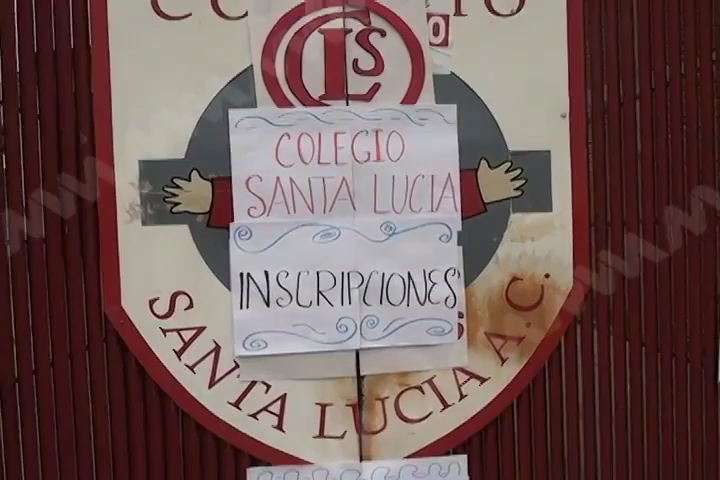 CLS
COLEGIO
SANTA LUCIA
INSCRIPCIONES
SANTA LUCIA A.C.